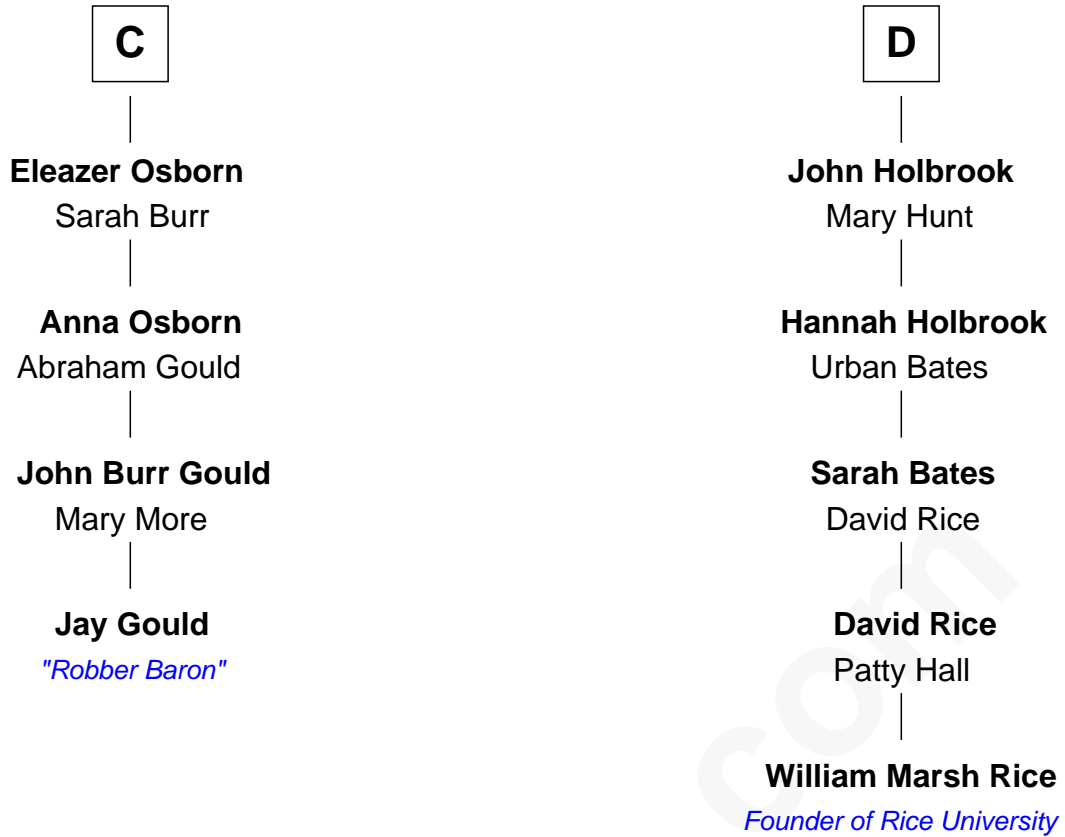 C
Eleazer Osborn
Sarah Burr
Anna Osborn
Abraham Gould
John Burr Gould
Mary More
Jay Gould
"Robber Baron"
D
John Holbrook
Mary Hunt
Hannah Holbrook
Urban Bates
Sarah Bates
David Rice
David Rice
Patty Hall
William Marsh Rice
Founder of Rice University
com